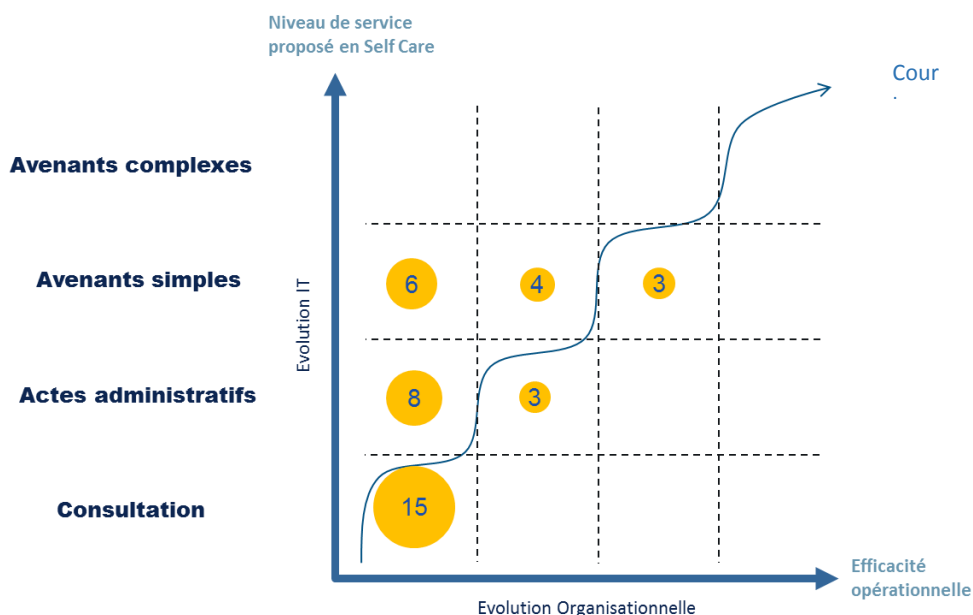 Niveau de service
proposé en Self Care
Cour
Avenants complexes
Avenants simples
6
4
3
Evolution IT
Actes administratifs
8
3
Consultation
15
Efficacité
opérationnelle
Evolution Organisationnelle